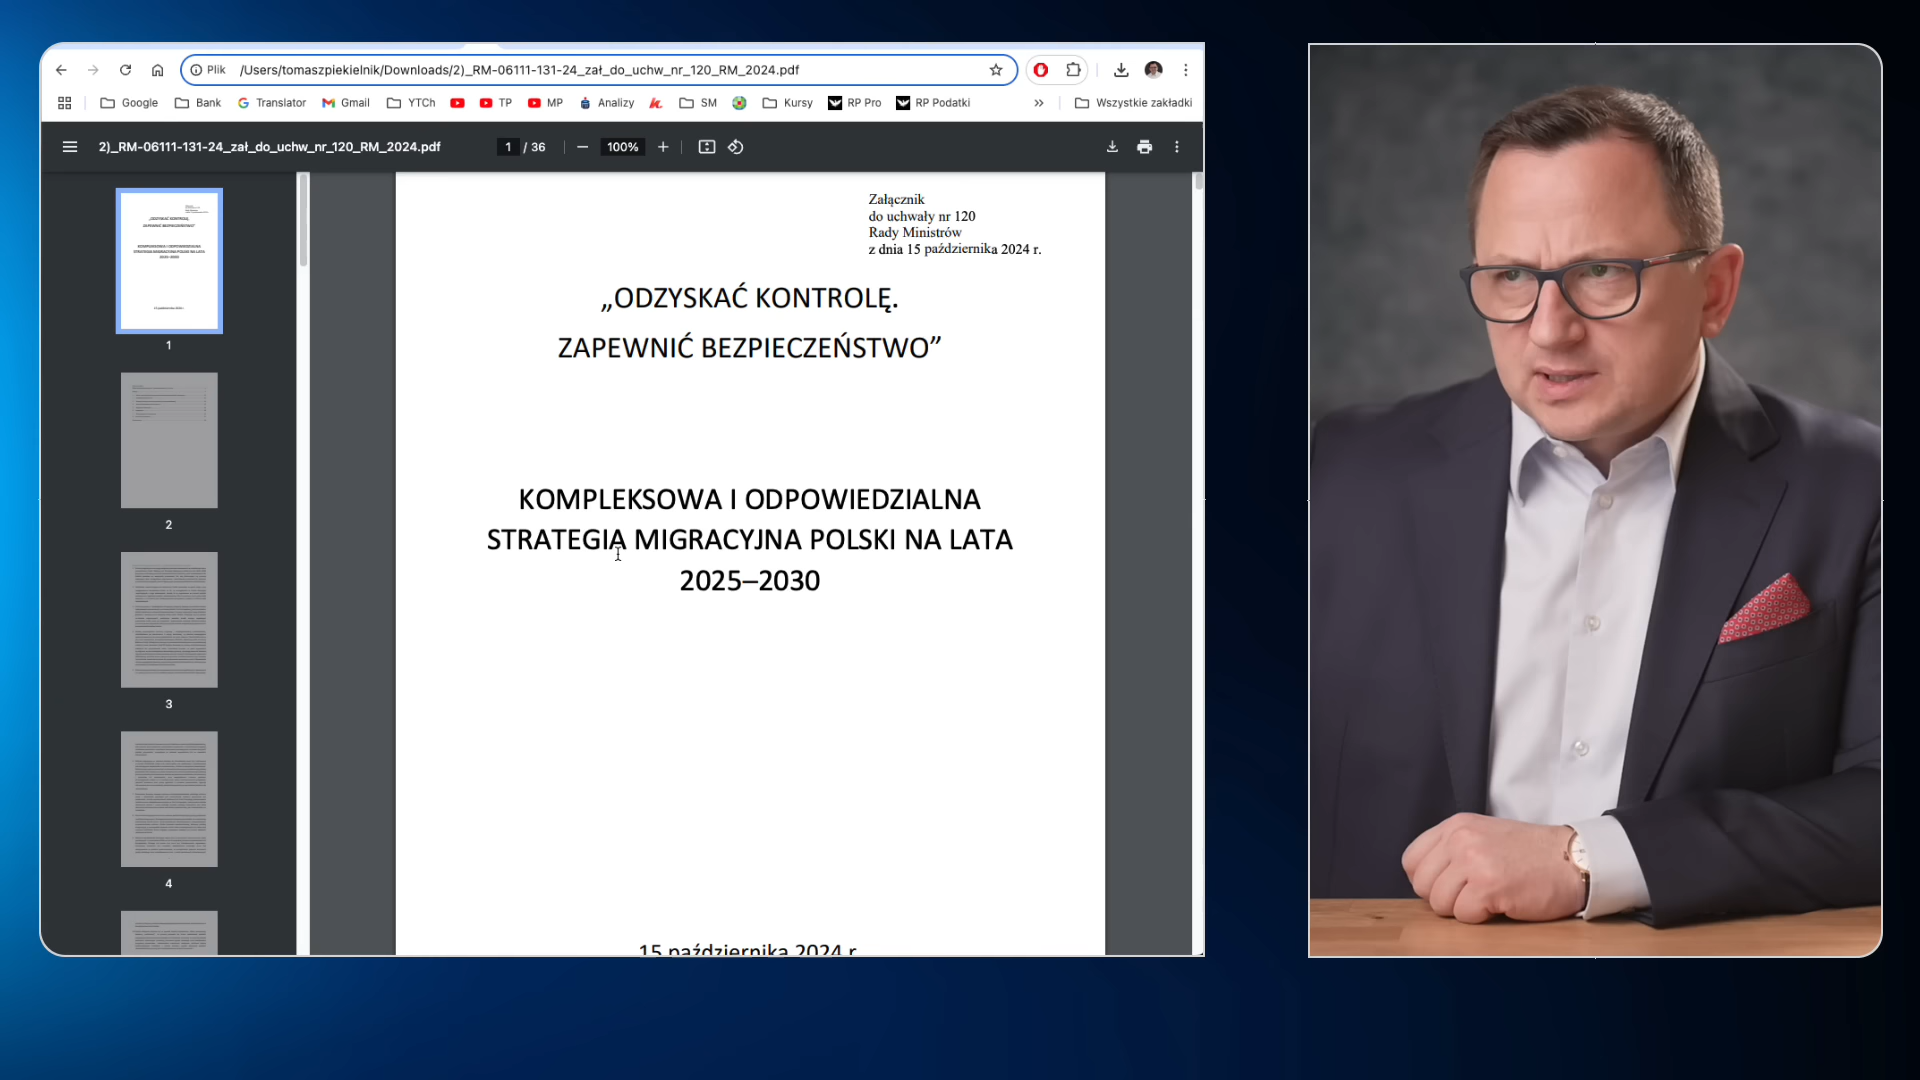 Plik /Users/tomaszpiekielnik/Downloads/2)_RM-06111-131-24_zał_do_uchw_nr_120_RM_2024.pdf
Google Bank Translator Gmail YTCh TP MP Analizy SM Kursy RP Pro RP Podatki » Wszystkie zakładki
2)_RM-06111-131-24_zał_do_uchw_nr_120_RM_2024.pdf 1 / 36 100%
1
2
3
4
Załącznik
do uchwały nr 120
Rady Ministrów
z dnia 15 października 2024 r.
„ODZYSKAĆ KONTROLĘ.
ZAPEWNIĆ BEZPIECZEŃSTWO”
KOMPLEKSOWA I ODPOWIEDZIALNA
STRATEGIA MIGRACYJNA POLSKI NA LATA
2025–2030
15 października 2024 r